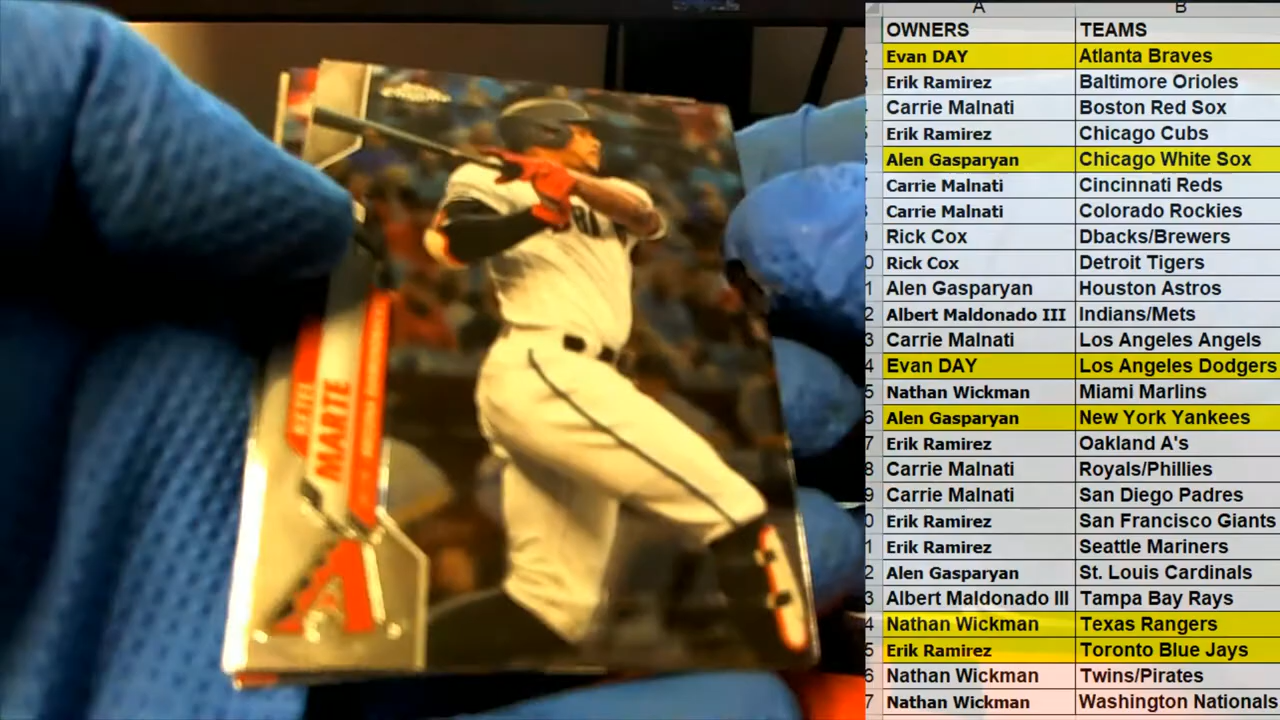 CHROME
KETEL
MARTE
A B
OWNERS TEAMS
Evan DAY Atlanta Braves
Erik Ramirez Baltimore Orioles
Carrie Malnati Boston Red Sox
Erik Ramirez Chicago Cubs
Alen Gasparyan Chicago White Sox
Carrie Malnati Cincinnati Reds
Carrie Malnati Colorado Rockies
Rick Cox Dbacks/Brewers
Rick Cox Detroit Tigers
Alen Gasparyan Houston Astros
Albert Maldonado III Indians/Mets
Carrie Malnati Los Angeles Angels
Evan DAY Los Angeles Dodgers
Nathan Wickman Miami Marlins
Alen Gasparyan New York Yankees
Erik Ramirez Oakland A's
Carrie Malnati Royals/Phillies
Carrie Malnati San Diego Padres
Erik Ramirez San Francisco Giants
Erik Ramirez Seattle Mariners
Alen Gasparyan St. Louis Cardinals
Albert Maldonado III Tampa Bay Rays
Nathan Wickman Texas Rangers
Erik Ramirez Toronto Blue Jays
Nathan Wickman Twins/Pirates
Nathan Wickman Washington Nationals